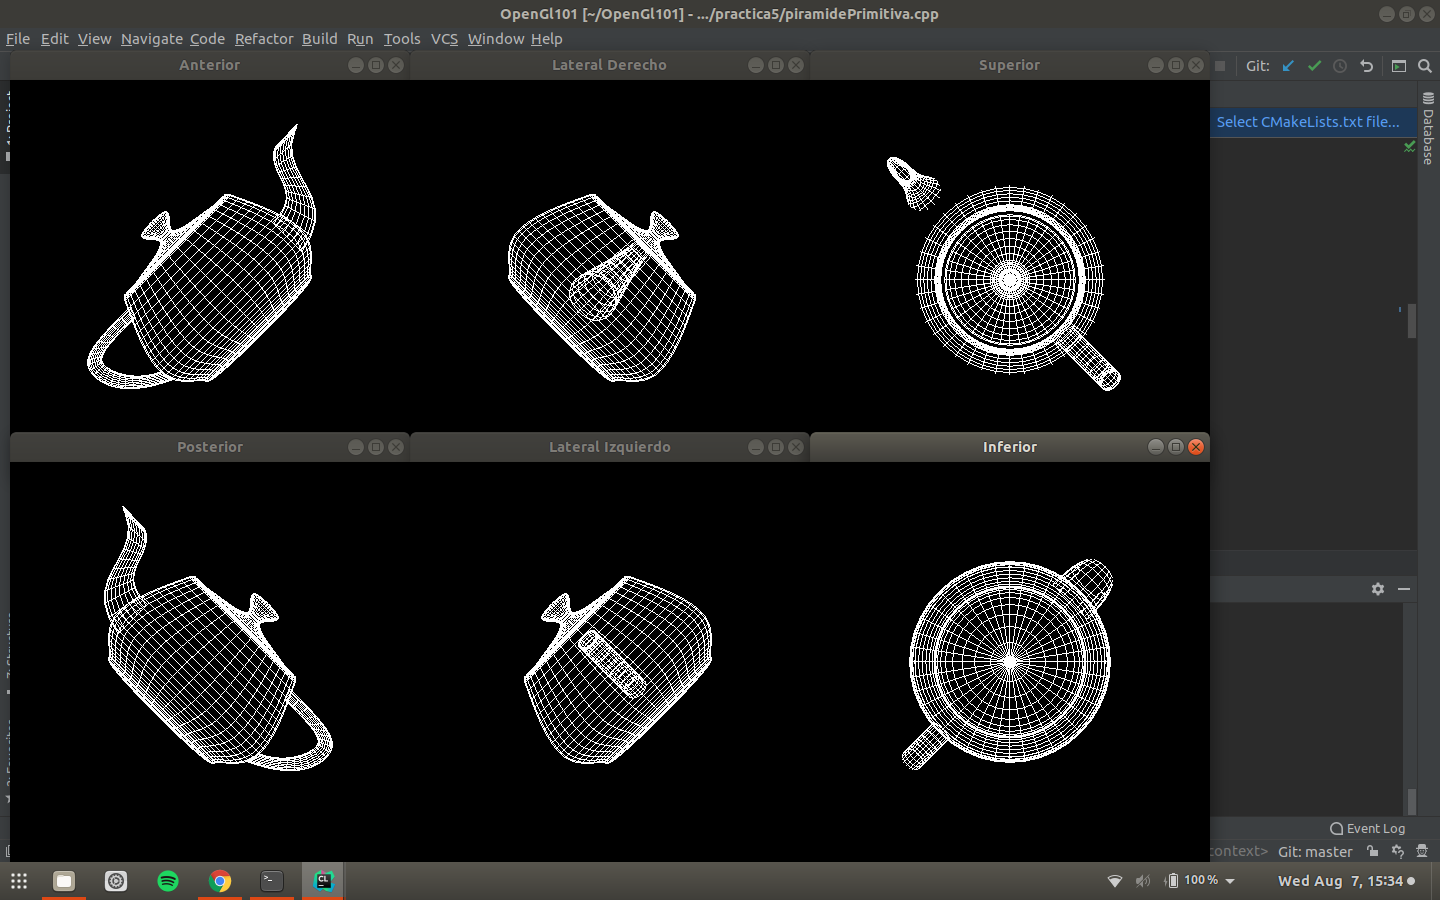 OpenGl101 [~/OpenGl101] - .../practica5/piramidePrimitiva.cpp
File Edit View Navigate Code Refactor Build Run Tools VCS Window Help
Anterior
Lateral Derecho
Superior
Git:
Select CMakeLists.txt file...
Database
Posterior
Lateral Izquierdo
Inferior
Event Log
context>
Git: master
CL
100 %
Wed Aug 7, 15:34